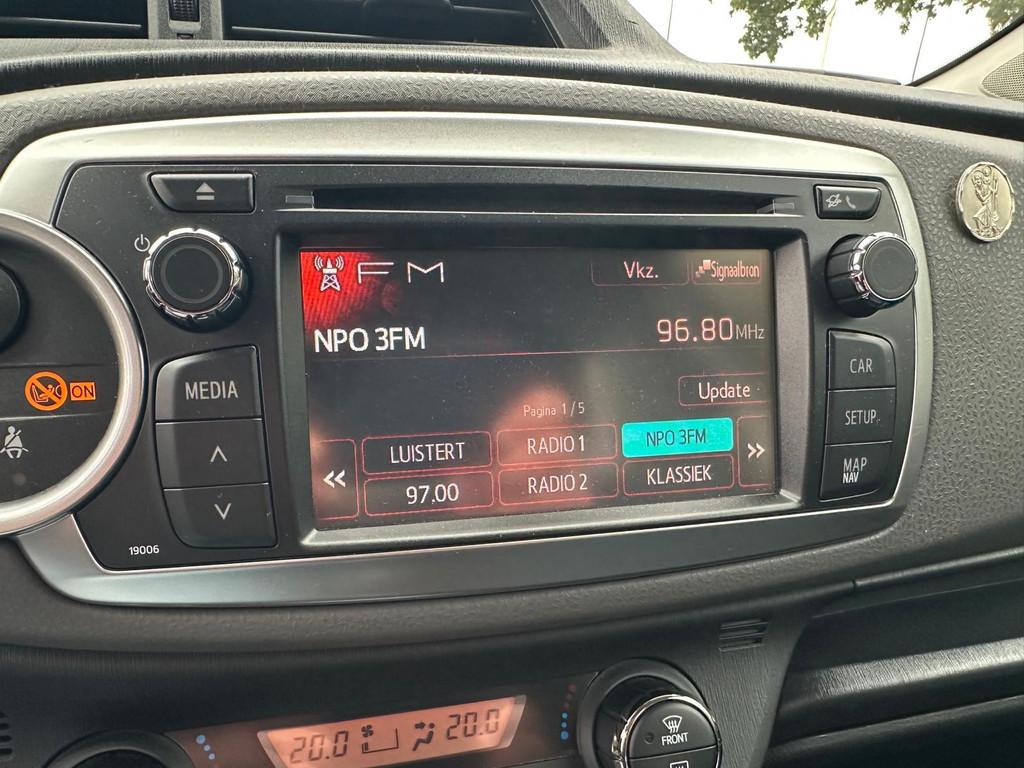 FM
Vkz.
Signaalbron
NPO 3FM
96.80 MHz
Update
Pagina 1 / 5
LUISTERT
RADIO 1
NPO 3FM
97.00
RADIO 2
KLASSIEK
MEDIA
CAR
SETUP
MAP
NAV
ON
19006
20.0
20.0
FRONT